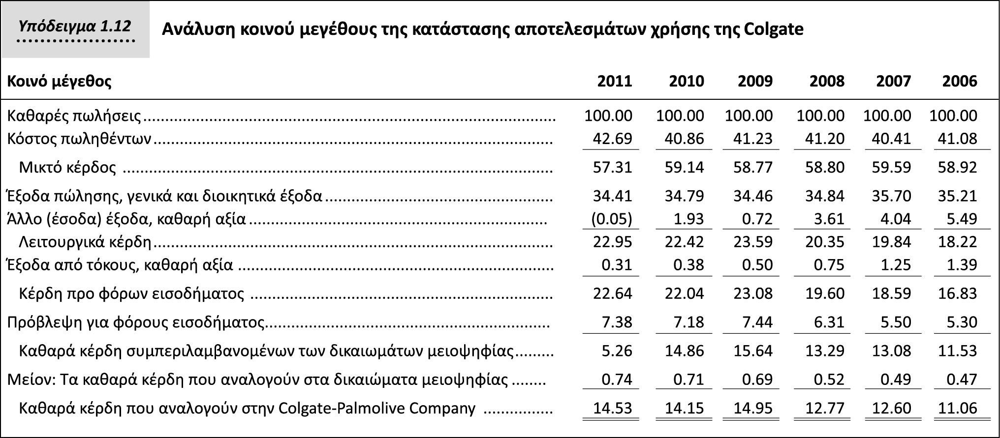 Υπόδειγμα 1.12 Ανάλυση κοινού μεγέθους της κατάστασης αποτελεσμάτων χρήσης της Colgate
Κοινό μέγεθος 2011 2010 2009 2008 2007 2006
Καθαρές πωλήσεις 100.00 100.00 100.00 100.00 100.00 100.00
Κόστος πωληθέντων 42.69 40.86 41.23 41.20 40.41 41.08
Μικτό κέρδος 57.31 59.14 58.77 58.80 59.59 58.92
Έξοδα πώλησης, γενικά και διοικητικά έξοδα 34.41 34.79 34.46 34.84 35.70 35.21
Άλλο (έσοδα) έξοδα, καθαρή αξία (0.05) 1.93 0.72 3.61 4.04 5.49
Λειτουργικά κέρδη 22.95 22.42 23.59 20.35 19.84 18.22
Έξοδα από τόκους, καθαρή αξία 0.31 0.38 0.50 0.75 1.25 1.39
Κέρδη προ φόρων εισοδήματος 22.64 22.04 23.08 19.60 18.59 16.83
Πρόβλεψη για φόρους εισοδήματος 7.38 7.18 7.44 6.31 5.50 5.30
Καθαρά κέρδη συμπεριλαμβανομένων των δικαιωμάτων μειοψηφίας 5.26 14.86 15.64 13.29 13.08 11.53
Μείον: Τα καθαρά κέρδη που αναλογούν στα δικαιώματα μειοψηφίας 0.74 0.71 0.69 0.52 0.49 0.47
Καθαρά κέρδη που αναλογούν στην Colgate-Palmolive Company 14.53 14.15 14.95 12.77 12.60 11.06